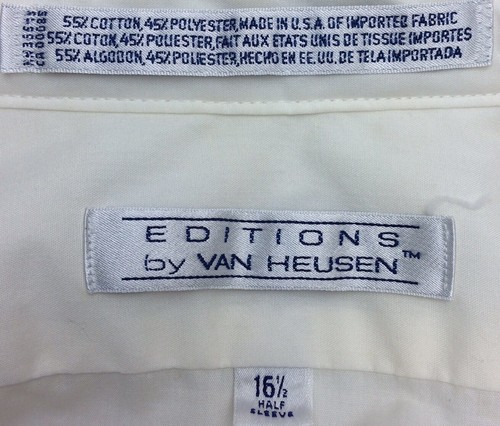 55% COTTON, 45% POLYESTER, MADE IN U.S.A. OF IMPORTED FABRIC
55% COTON, 45% POLIESTER, FAIT AUX ETATS UNIS DE TISSUE IMPORTES
55% ALGODON, 45% POLIESTER, HECHO EN EE.UU. DE TELA IMPORTADA
EDITIONS
by VAN HEUSEN™
16½
HALF
SLEEVE